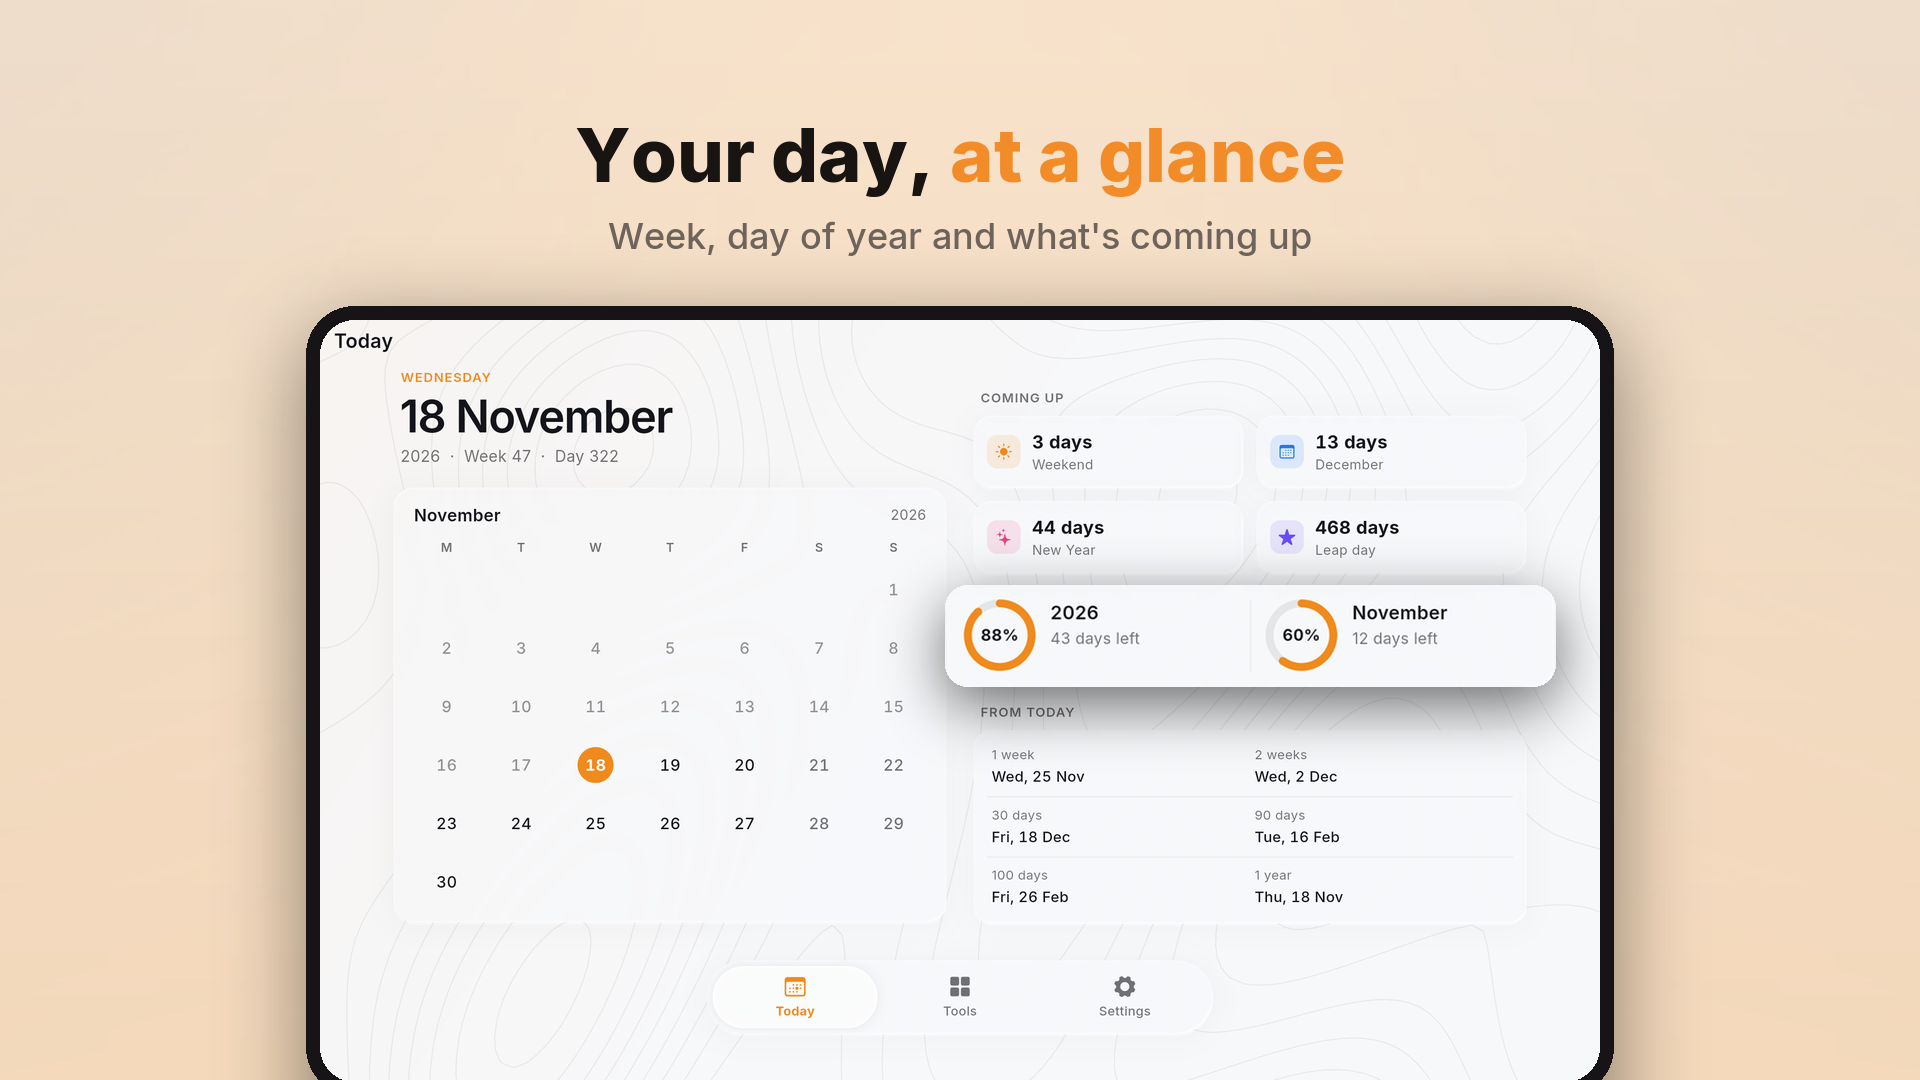 Your day, at a glance
Week, day of year and what's coming up
Today
WEDNESDAY
18 November
2026 · Week 47 · Day 322
November 2026
M T W T F S S
1
2 3 4 5 6 7 8
9 10 11 12 13 14 15
16 17 18 19 20 21 22
23 24 25 26 27 28 29
30
COMING UP
3 days
Weekend
13 days
December
44 days
New Year
468 days
Leap day
88%
2026
43 days left
60%
November
12 days left
FROM TODAY
1 week
Wed, 25 Nov
2 weeks
Wed, 2 Dec
30 days
Fri, 18 Dec
90 days
Tue, 16 Feb
100 days
Fri, 26 Feb
1 year
Thu, 18 Nov
Today
Tools
Settings